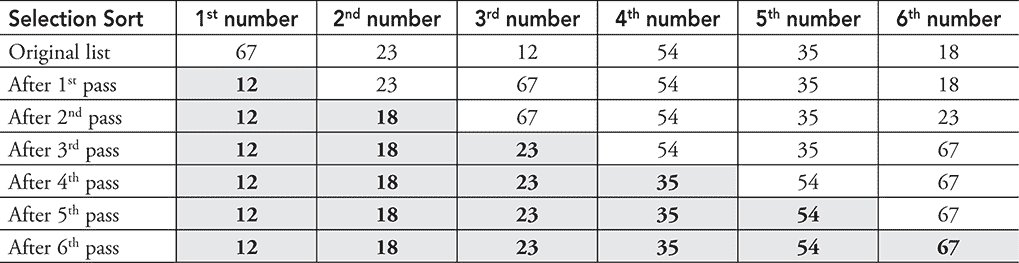 Selection Sort 1st number 2nd number 3rd number 4th number 5th number 6th number
Original list 67 23 12 54 35 18
After 1st pass 12 23 67 54 35 18
After 2nd pass 12 18 67 54 35 23
After 3rd pass 12 18 23 54 35 67
After 4th pass 12 18 23 35 54 67
After 5th pass 12 18 23 35 54 67
After 6th pass 12 18 23 35 54 67